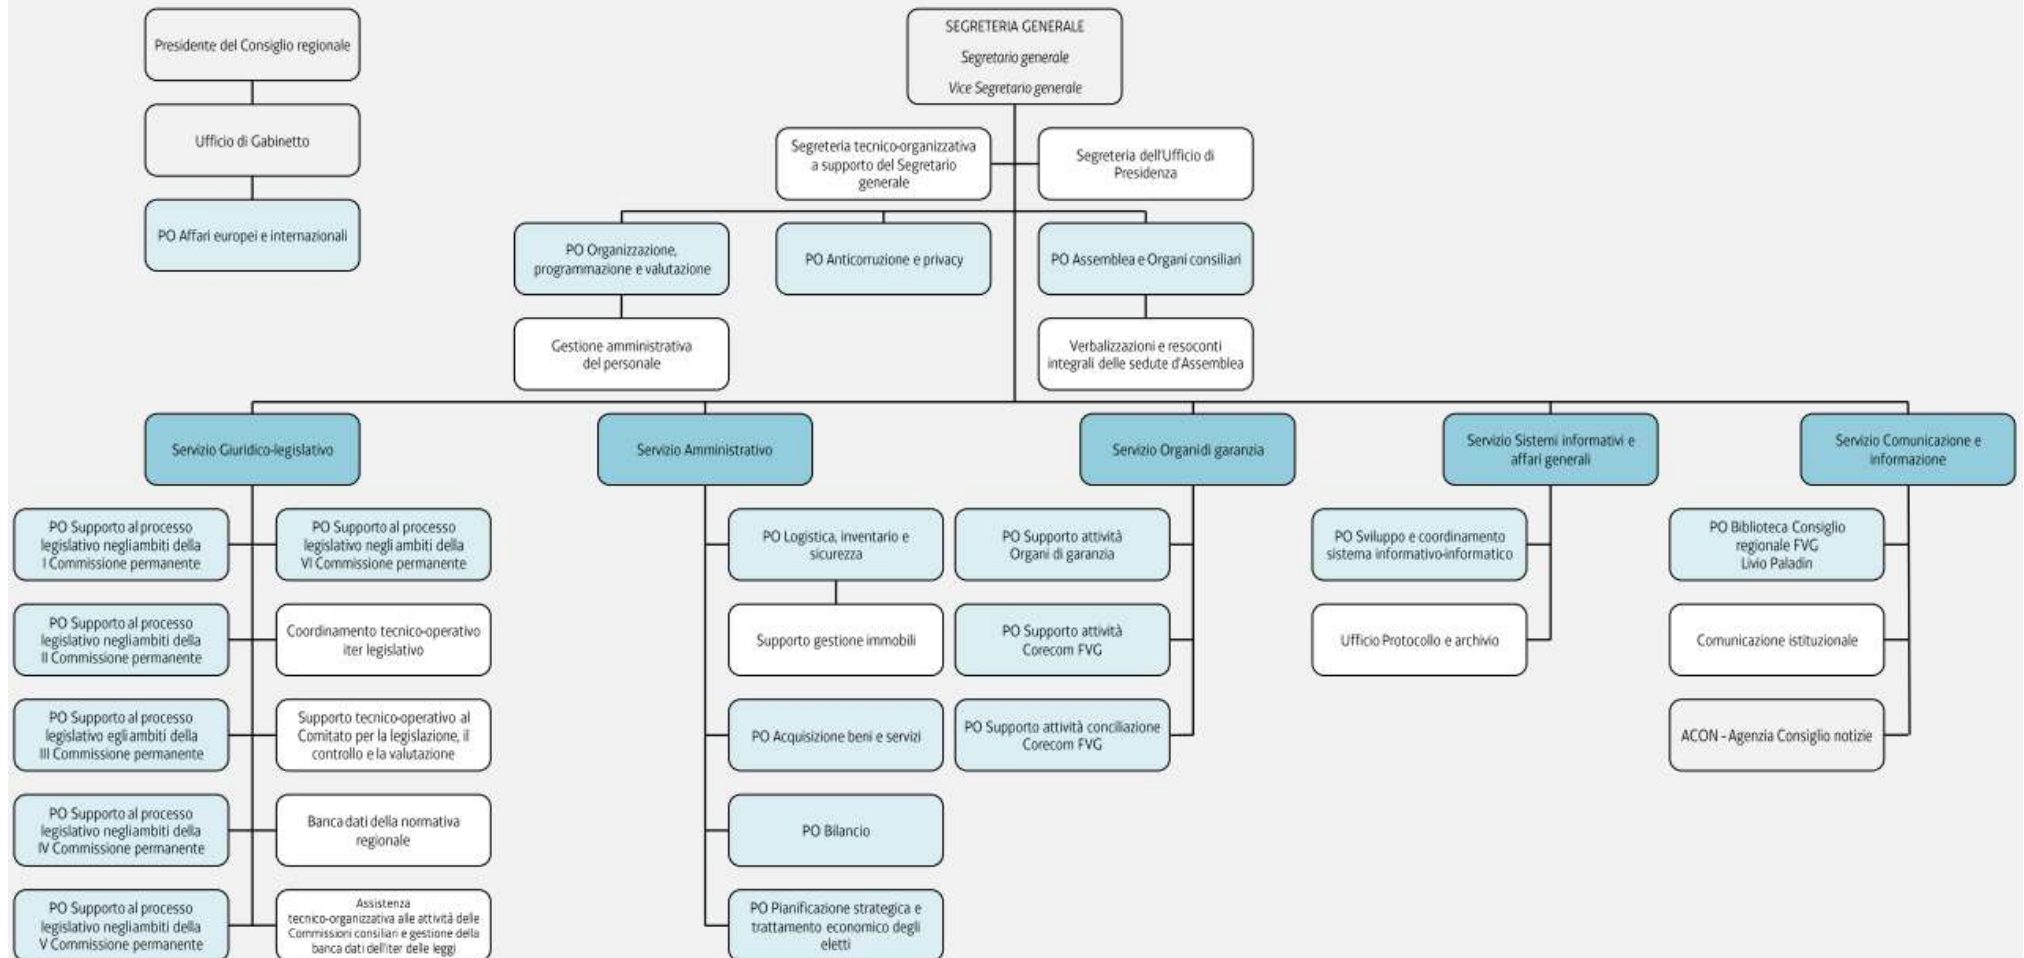 Presidente del Consiglio regionale
Ufficio di Gabinetto
PO Affari europei e internazionali
SEGRETERIA GENERALE
Segretario generale
Vice Segretario generale
Segreteria tecnico-organizzativa
a supporto del Segretario
generale
Segreteria dell'Ufficio di
Presidenza
PO Organizzazione,
programmazione e valutazione
PO Anticorruzione e privacy
PO Assemblea e Organi consiliari
Gestione amministrativa
del personale
Verbalizzazioni e resoconti
integrali delle sedute d'Assemblea
Servizio Giuridico-legislativo
PO Supporto al processo
legislativo negli ambiti della
I Commissione permanente
PO Supporto al processo
legislativo negli ambiti della
VI Commissione permanente
PO Supporto al processo
legislativo negli ambiti della
II Commissione permanente
Coordinamento tecnico-operativo
iter legislativo
PO Supporto al processo
legislativo egli ambiti della
III Commissione permanente
Supporto tecnico-operativo al
Comitato per la legislazione, il
controllo e la valutazione
PO Supporto al processo
legislativo negli ambiti della
IV Commissione permanente
Banca dati della normativa
regionale
PO Supporto al processo
legislativo negli ambiti della
V Commissione permanente
Assistenza
tecnico-organizzativa alle attività delle
Commissioni consiliari e gestione della
banca dati dell'iter delle leggi
Servizio Amministrativo
PO Logistica, inventario e
sicurezza
Supporto gestione immobili
PO Acquisizione beni e servizi
PO Bilancio
PO Pianificazione strategica e
trattamento economico degli
eletti
Servizio Organi di garanzia
PO Supporto attività
Organi di garanzia
PO Supporto attività
Corecom FVG
PO Supporto attività conciliazione
Corecom FVG
Servizio Sistemi informativi e
affari generali
PO Sviluppo e coordinamento
sistema informativo-informatico
Ufficio Protocollo e archivio
Servizio Comunicazione e
informazione
PO Biblioteca Consiglio
regionale FVG
Livio Paladin
Comunicazione istituzionale
ACON - Agenzia Consiglio notizie